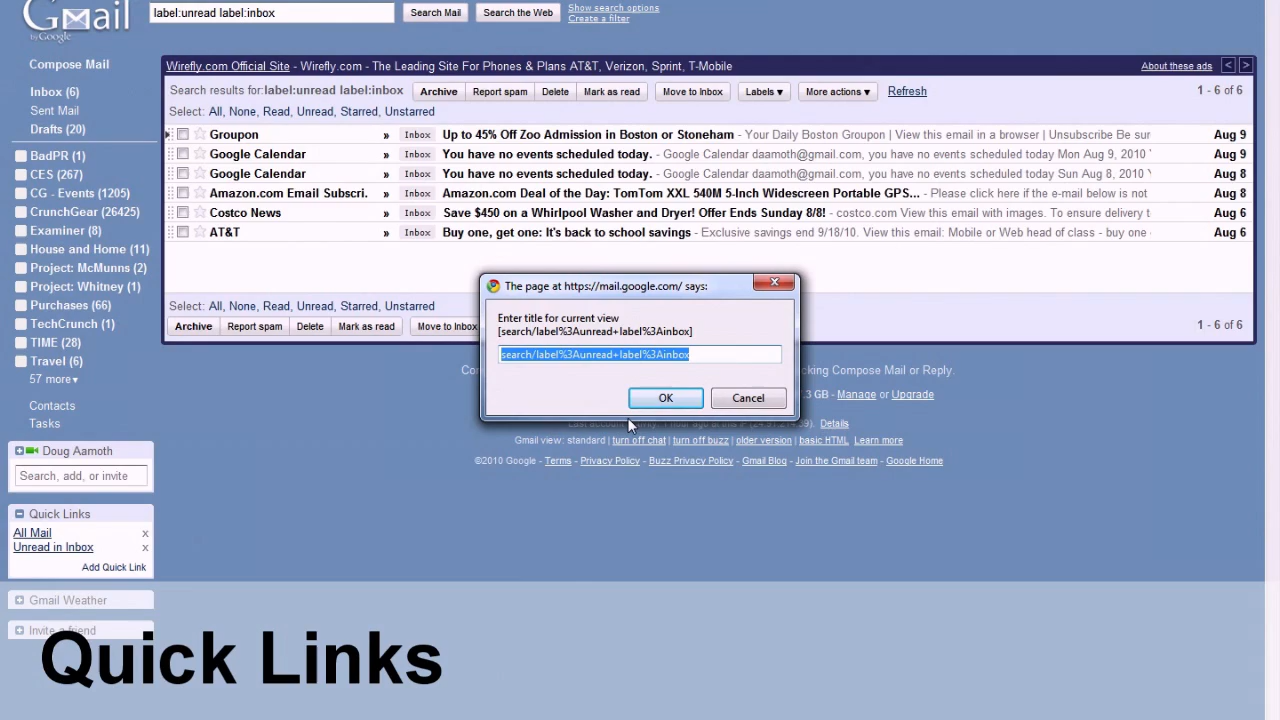 Gmail
by Google
label:unread label:inbox
Search Mail
Search the Web
Show search options
Create a filter
Compose Mail
Inbox (6)
Sent Mail
Drafts (20)
BadPR (1)
CES (267)
CG - Events (1205)
CrunchGear (26425)
Examiner (8)
House and Home (11)
Project: McMunns (2)
Project: Whitney (1)
Purchases (66)
TechCrunch (1)
TIME (28)
Travel (6)
57 more▾
Contacts
Tasks
Doug Aamoth
Search, add, or invite
Quick Links
All Mail x
Unread in Inbox x
Add Quick Link
Gmail Weather
Invite a friend
Wirefly.com Official Site - Wirefly.com - The Leading Site For Phones & Plans AT&T, Verizon, Sprint, T-Mobile About these ads < >
Search results for:label:unread label:inbox Archive Report spam Delete Mark as read Move to Inbox Labels ▾ More actions ▾ Refresh 1 - 6 of 6
Select: All, None, Read, Unread, Starred, Unstarred
Groupon » Inbox Up to 45% Off Zoo Admission in Boston or Stoneham - Your Daily Boston Groupon | View this email in a browser | Unsubscribe Be sur Aug 9
Google Calendar » Inbox You have no events scheduled today. - Google Calendar daamoth@gmail.com, you have no events scheduled today Mon Aug 9, 2010 Aug 9
Google Calendar » Inbox You have no events scheduled today. - Google Calendar daamoth@gmail.com, you have no events scheduled today Sun Aug 8, 2010 Aug 8
Amazon.com Email Subscri. » Inbox Amazon.com Deal of the Day: TomTom XXL 540M 5-Inch Widescreen Portable GPS... - Please click here if the e-mail below is not Aug 8
Costco News » Inbox Save $450 on a Whirlpool Washer and Dryer! Offer Ends Sunday 8/8! - costco.com View this email with images. To ensure delivery t Aug 6
AT&T » Inbox Buy one, get one: It's back to school savings - Exclusive savings end 9/18/10. View this email: Mobile or Web head of class - buy one Aug 6
Select: All, None, Read, Unread, Starred, Unstarred
Archive Report spam Delete Mark as read Move to Inbox 1 - 6 of 6
The page at https://mail.google.com/ says:
Enter title for current view
[search/label%3Aunread+label%3Ainbox]
search/label%3Aunread+label%3Ainbox
OK Cancel
Compose Mail or Reply.
GB - Manage or Upgrade
Details
Gmail view: standard | turn off chat | turn off buzz | older version | basic HTML Learn more
©2010 Google - Terms - Privacy Policy - Buzz Privacy Policy - Gmail Blog - Join the Gmail team - Google Home
Quick Links